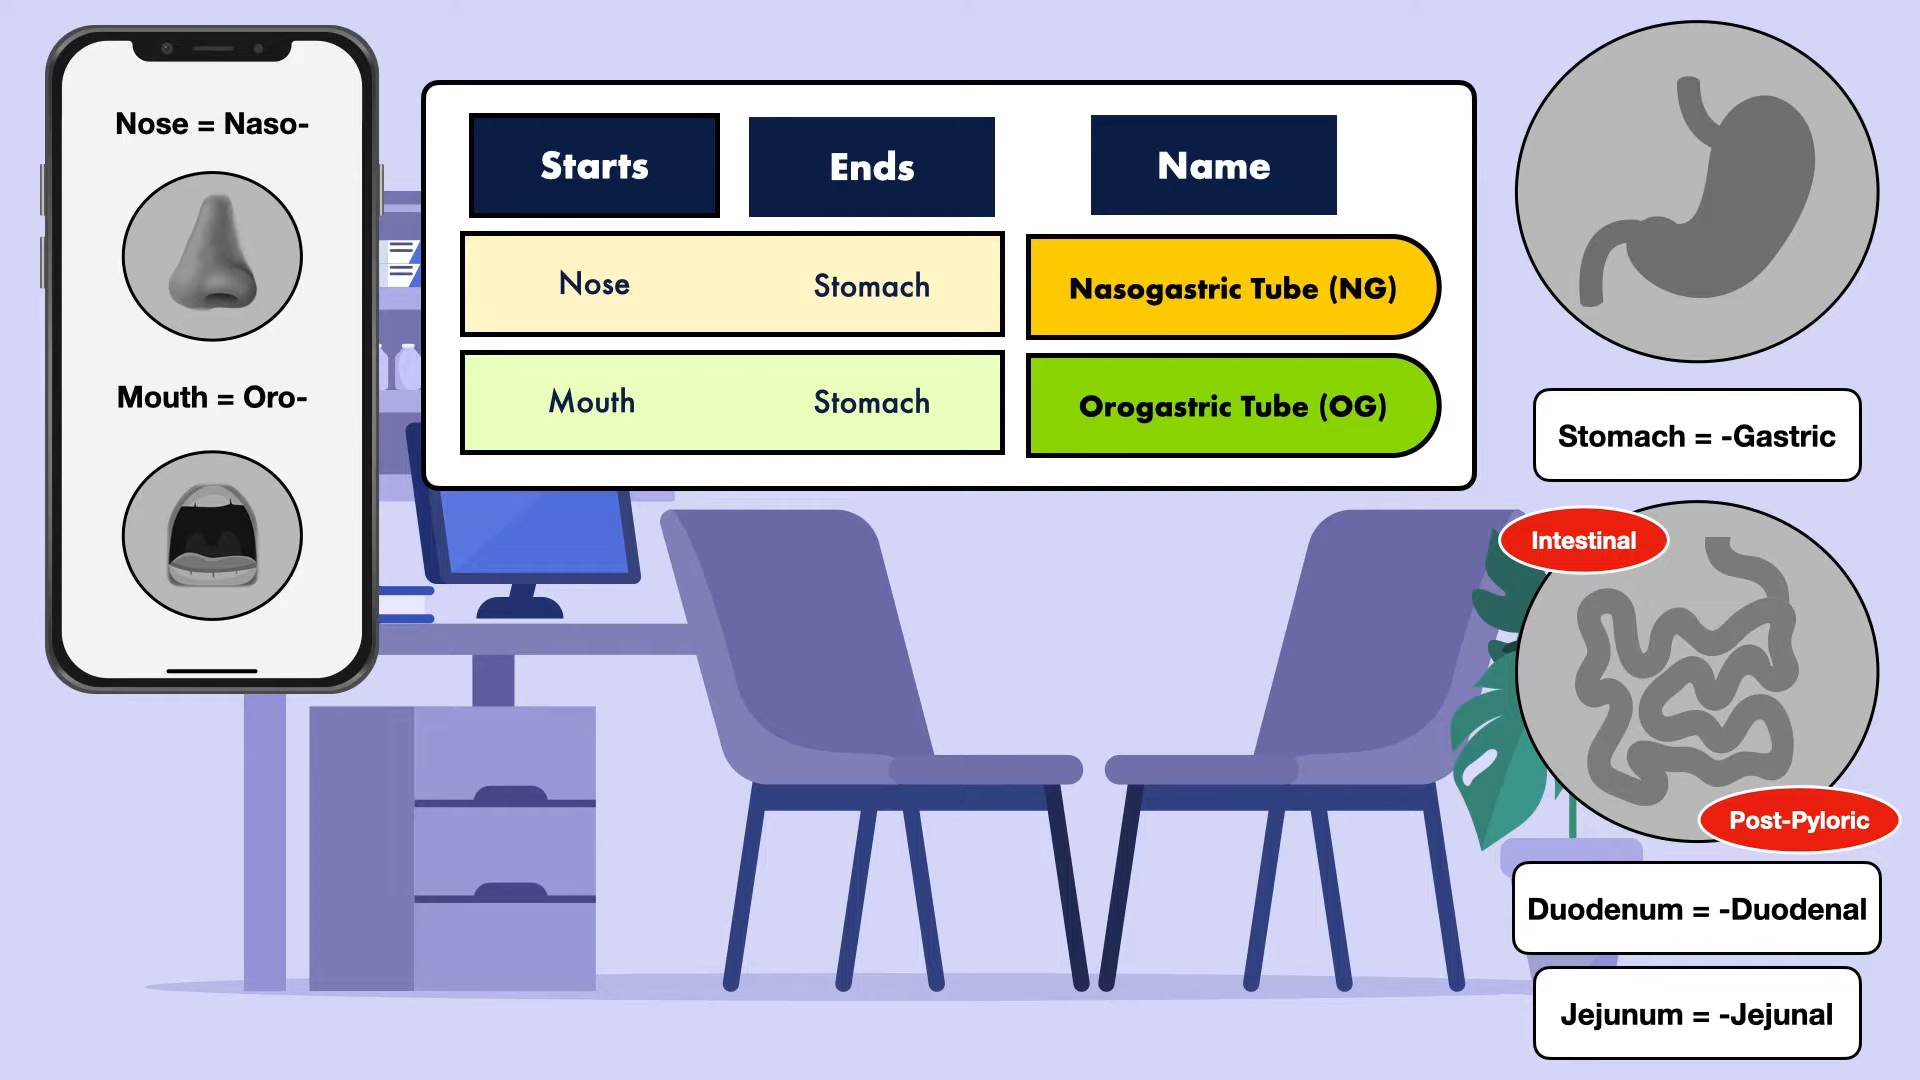 Nose = Naso-
Mouth = Oro-
Starts Ends Name
Nose Stomach Nasogastric Tube (NG)
Mouth Stomach Orogastric Tube (OG)
Stomach = -Gastric
Intestinal
Post-Pyloric
Duodenum = -Duodenal
Jejunum = -Jejunal